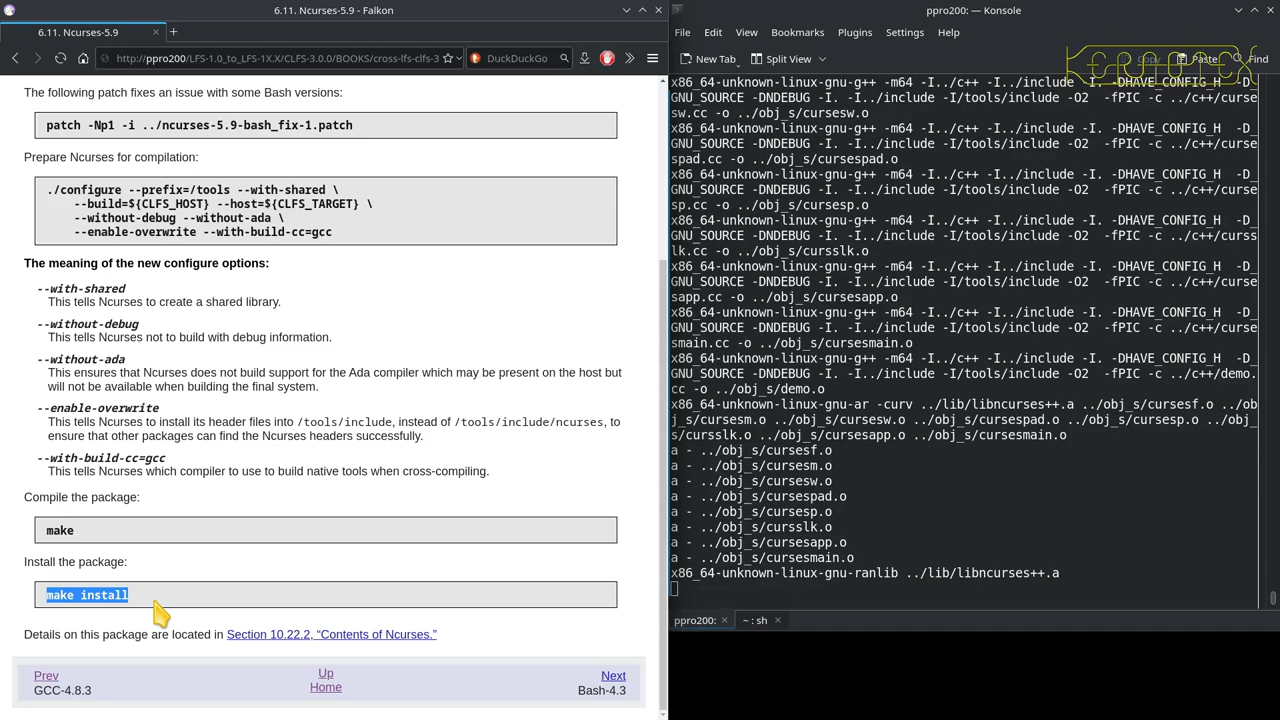 6.11. Ncurses-5.9 - Falkon
6.11. Ncurses-5.9
http://ppro200/LFS-1.0_to_LFS-1X.X/CLFS-3.0.0/BOOKS/cross-lfs-clfs-3
DuckDuckGo
The following patch fixes an issue with some Bash versions:
patch -Np1 -i ../ncurses-5.9-bash_fix-1.patch
Prepare Ncurses for compilation:
./configure --prefix=/tools --with-shared \
--build=${CLFS_HOST} --host=${CLFS_TARGET} \
--without-debug --without-ada \
--enable-overwrite --with-build-cc=gcc
The meaning of the new configure options:
--with-shared
This tells Ncurses to create a shared library.
--without-debug
This tells Ncurses not to build with debug information.
--without-ada
This ensures that Ncurses does not build support for the Ada compiler which may be present on the host but
will not be available when building the final system.
--enable-overwrite
This tells Ncurses to install its header files into /tools/include, instead of /tools/include/ncurses, to
ensure that other packages can find the Ncurses headers successfully.
--with-build-cc=gcc
This tells Ncurses which compiler to use to build native tools when cross-compiling.
Compile the package:
make
Install the package:
make install
Details on this package are located in Section 10.22.2, “Contents of Ncurses.”
Prev
Up
Next
GCC-4.8.3
Home
Bash-4.3
ppro200: — Konsole
File Edit View Bookmarks Plugins Settings Help
New Tab
Split View
Copy
Paste
Find
x86_64-unknown-linux-gnu-g++ -m64 -I../c++ -I../include -I. -DHAVE_CONFIG_H -D_
GNU_SOURCE -DNDEBUG -I. -I../include -I/tools/include -O2 -fPIC -c ../c++/curse
sw.cc -o ../obj_s/cursesw.o
x86_64-unknown-linux-gnu-g++ -m64 -I../c++ -I../include -I. -DHAVE_CONFIG_H -D_
GNU_SOURCE -DNDEBUG -I. -I../include -I/tools/include -O2 -fPIC -c ../c++/curse
spad.cc -o ../obj_s/cursespad.o
x86_64-unknown-linux-gnu-g++ -m64 -I../c++ -I../include -I. -DHAVE_CONFIG_H -D_
GNU_SOURCE -DNDEBUG -I. -I../include -I/tools/include -O2 -fPIC -c ../c++/curse
sp.cc -o ../obj_s/cursesp.o
x86_64-unknown-linux-gnu-g++ -m64 -I../c++ -I../include -I. -DHAVE_CONFIG_H -D_
GNU_SOURCE -DNDEBUG -I. -I../include -I/tools/include -O2 -fPIC -c ../c++/curss
lk.cc -o ../obj_s/cursslk.o
x86_64-unknown-linux-gnu-g++ -m64 -I../c++ -I../include -I. -DHAVE_CONFIG_H -D_
GNU_SOURCE -DNDEBUG -I. -I../include -I/tools/include -O2 -fPIC -c ../c++/curse
sapp.cc -o ../obj_s/cursesapp.o
x86_64-unknown-linux-gnu-g++ -m64 -I../c++ -I../include -I. -DHAVE_CONFIG_H -D_
GNU_SOURCE -DNDEBUG -I. -I../include -I/tools/include -O2 -fPIC -c ../c++/curse
smain.cc -o ../obj_s/cursesmain.o
x86_64-unknown-linux-gnu-g++ -m64 -I../c++ -I../include -I. -DHAVE_CONFIG_H -D_
GNU_SOURCE -DNDEBUG -I. -I../include -I/tools/include -O2 -fPIC -c ../c++/demo.
cc -o ../obj_s/demo.o
x86_64-unknown-linux-gnu-ar -curv ../lib/libncurses++.a ../obj_s/cursesf.o ../ob
j_s/cursesm.o ../obj_s/cursesw.o ../obj_s/cursespad.o ../obj_s/cursesp.o ../obj_
s/cursslk.o ../obj_s/cursesapp.o ../obj_s/cursesmain.o
a - ../obj_s/cursesf.o
a - ../obj_s/cursesm.o
a - ../obj_s/cursesw.o
a - ../obj_s/cursespad.o
a - ../obj_s/cursesp.o
a - ../obj_s/cursslk.o
a - ../obj_s/cursesapp.o
a - ../obj_s/cursesmain.o
x86_64-unknown-linux-gnu-ranlib ../lib/libncurses++.a
ppro200:
~ : sh